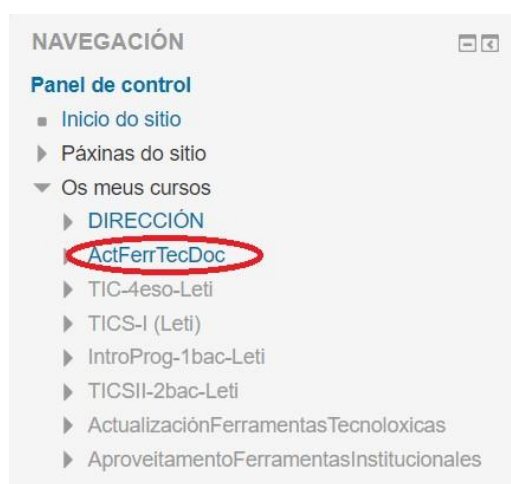 NAVEGACIÓN
Panel de control
Inicio do sitio
Páxinas do sitio
Os meus cursos
DIRECCIÓN
ActFerrTecDoc
TIC-4eso-Leti
TICS-I (Leti)
IntroProg-1bac-Leti
TICSII-2bac-Leti
ActualizaciónFerramentasTecnoloxicas
AproveitamentoFerramentasInstitucionales